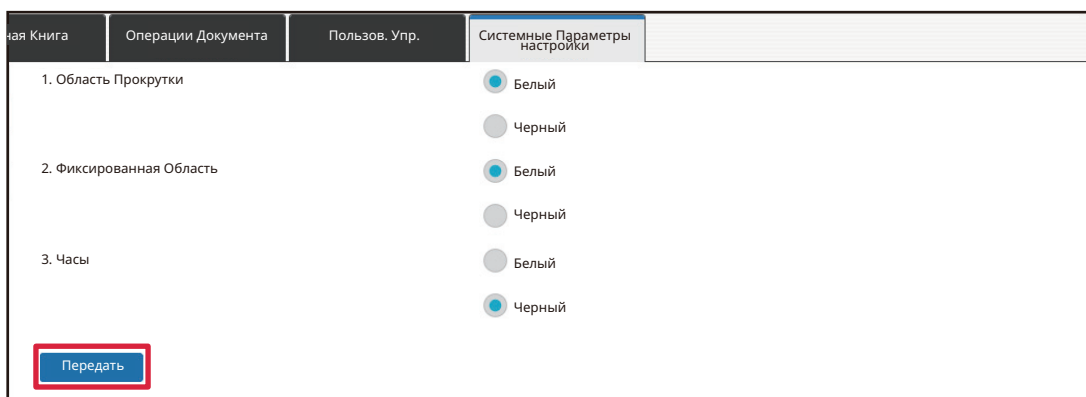 ная Книга
Операции Документа
Пользов. Упр.
Системные Параметры
настройки
1. Область Прокрутки
Белый
Черный
2. Фиксированная Область
Белый
Черный
3. Часы
Белый
Черный
Передать